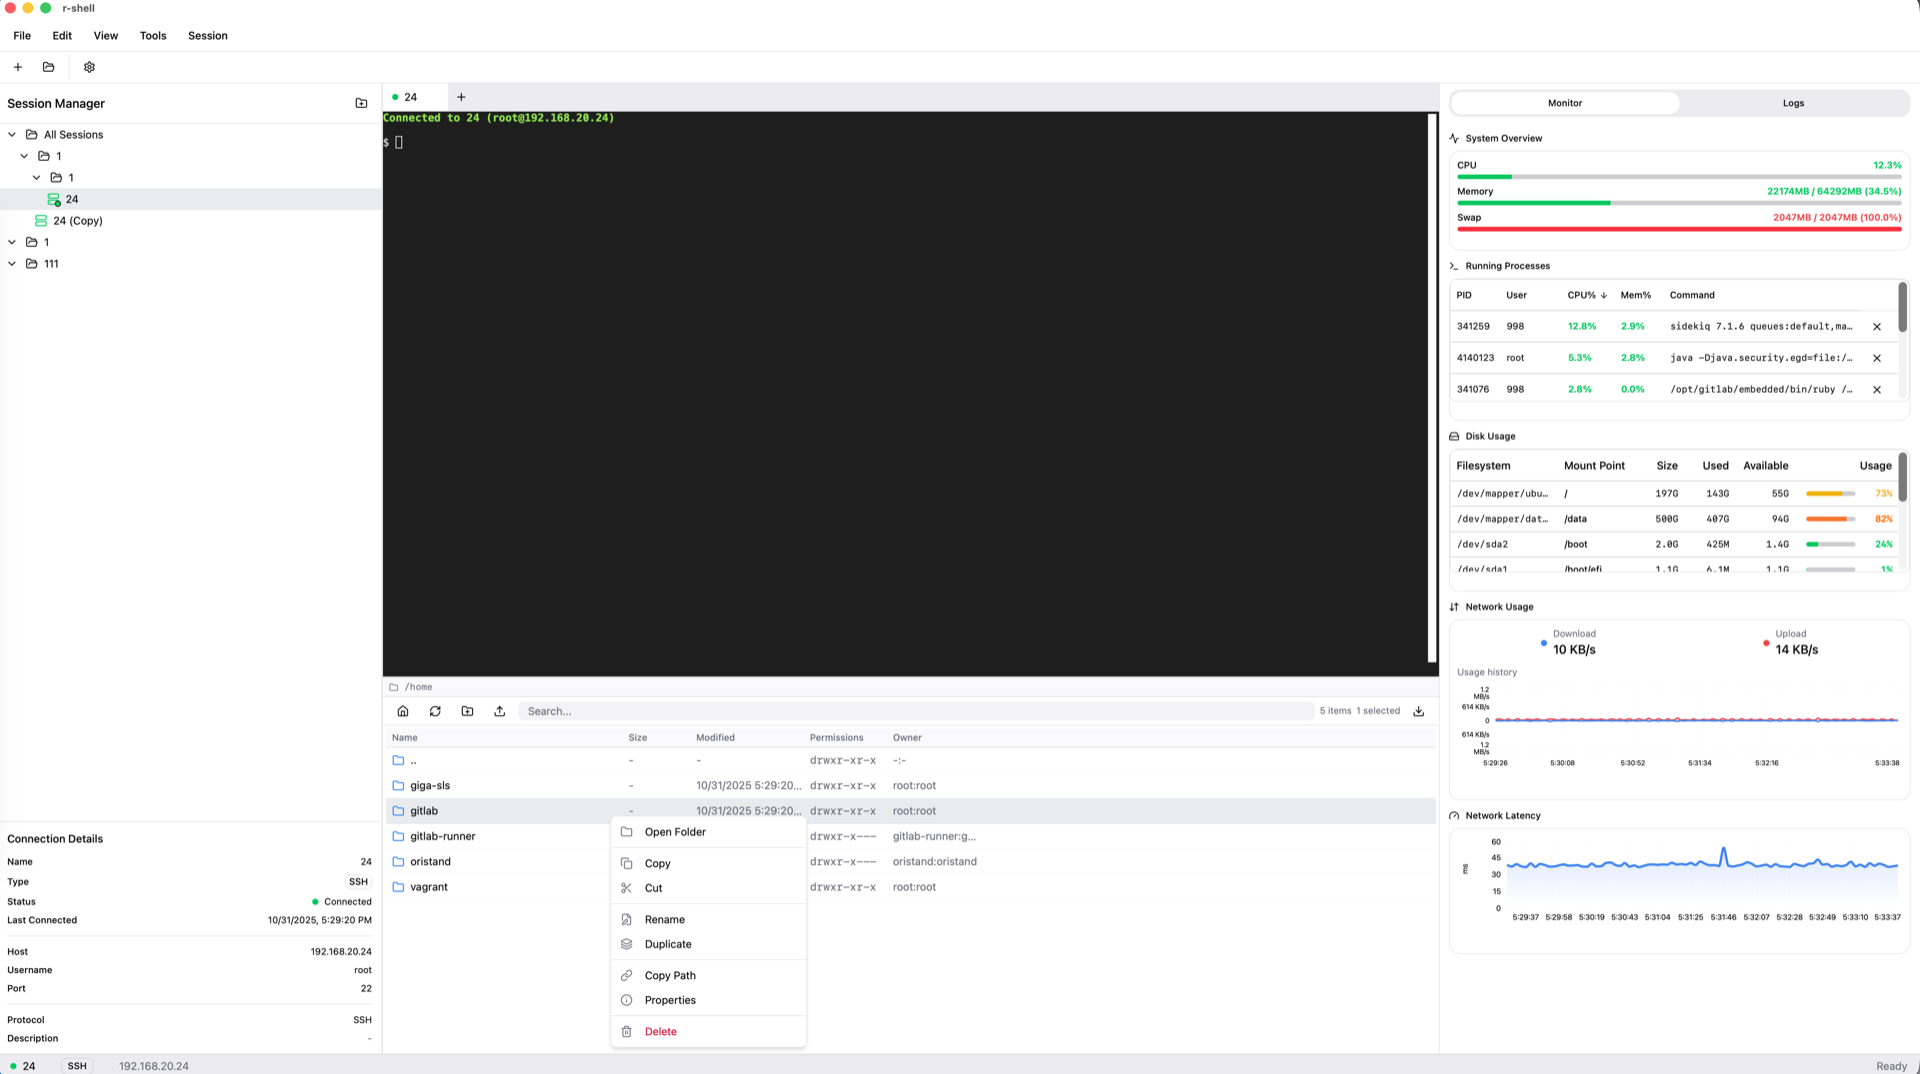 r-shell
File Edit View Tools Session
Session Manager
All Sessions
1
1
24
24 (Copy)
1
111
Connection Details
Name 24
Type SSH
Status Connected
Last Connected 10/31/2025, 5:29:20 PM
Host 192.168.20.24
Username root
Port 22
Protocol SSH
Description -
24 +
Connected to 24 (root@192.168.20.24)
$
/home
Search... 5 items 1 selected
Name Size Modified Permissions Owner
.. - - drwxr-xr-x -:-
giga-sls - 10/31/2025 5:29:20... drwxr-xr-x root:root
gitlab - 10/31/2025 5:29:20... drwxr-xr-x root:root
gitlab-runner drwxr-x--- gitlab-runner:g...
oristand drwxr-x--- oristand:oristand
vagrant drwxr-xr-x root:root
Open Folder
Copy
Cut
Rename
Duplicate
Copy Path
Properties
Delete
Monitor Logs
System Overview
CPU 12.3%
Memory 22174MB / 64292MB (34.5%)
Swap 2047MB / 2047MB (100.0%)
Running Processes
PID User CPU% Mem% Command
341259 998 12.8% 2.9% sidekiq 7.1.6 queues:default,ma...
4140123 root 5.3% 2.8% java -Djava.security.egd=file:/...
341076 998 2.8% 0.0% /opt/gitlab/embedded/bin/ruby /...
Disk Usage
Filesystem Mount Point Size Used Available Usage
/dev/mapper/ubu... / 197G 143G 55G 73%
/dev/mapper/dat... /data 500G 407G 94G 82%
/dev/sda2 /boot 2.0G 425M 1.4G 24%
/dev/sda1 /boot/efi 1.1G 6.1M 1.1G 1%
Network Usage
Download
10 KB/s
Upload
14 KB/s
Usage history
1.2 MB/s
614 KB/s
0
614 KB/s
1.2 MB/s
5:29:26 5:30:08 5:30:52 5:31:34 5:32:16 5:33:38
Network Latency
60
45
30
15
0
ms
5:29:37 5:29:58 5:30:19 5:30:43 5:31:04 5:31:25 5:31:46 5:32:07 5:32:28 5:32:49 5:33:10 5:33:37
24 SSH 192.168.20.24 Ready